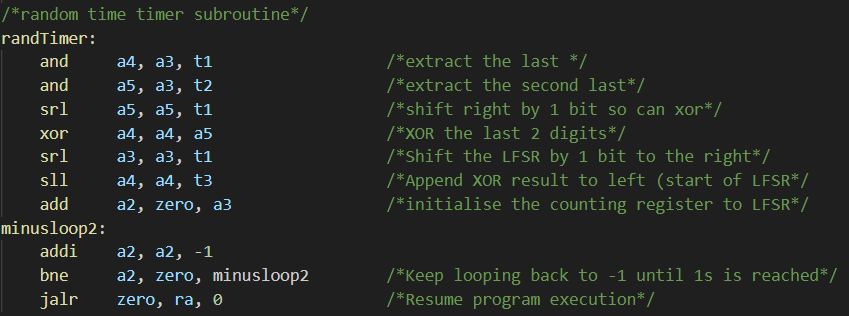 /*random time timer subroutine*/
randTimer:
and a4, a3, t1 /*extract the last */
and a5, a3, t2 /*extract the second last*/
srl a5, a5, t1 /*shift right by 1 bit so can xor*/
xor a4, a4, a5 /*XOR the last 2 digits*/
srl a3, a3, t1 /*Shift the LFSR by 1 bit to the right*/
sll a4, a4, t3 /*Append XOR result to left (start of LFSR*/
add a2, zero, a3 /*initialise the counting register to LFSR*/
minusloop2:
addi a2, a2, -1
bne a2, zero, minusloop2 /*Keep looping back to -1 until 1s is reached*/
jalr zero, ra, 0 /*Resume program execution*/